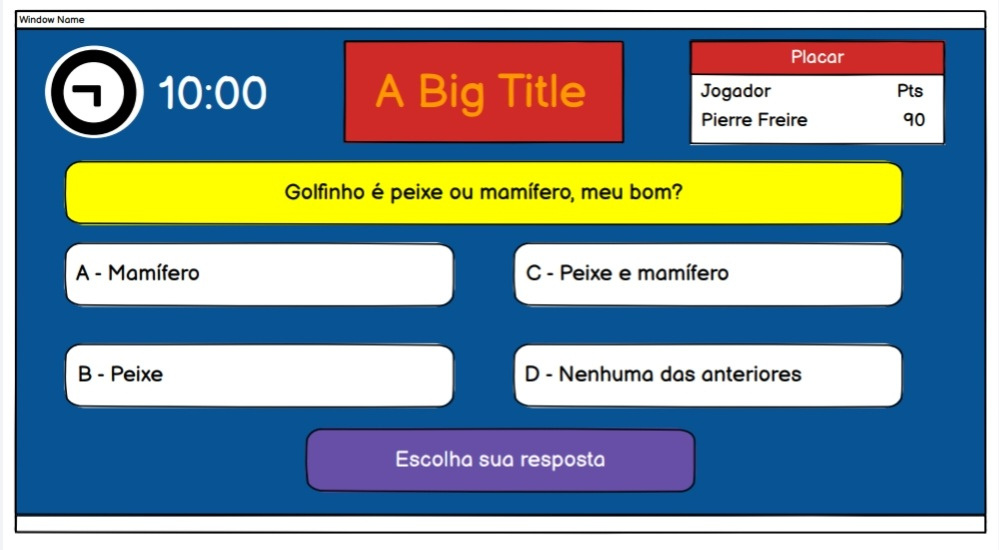 Window Name
10:00
A Big Title
Placar
Jogador Pts
Pierre Freire 90
Golfinho é peixe ou mamífero, meu bom?
A - Mamífero
C - Peixe e mamífero
B - Peixe
D - Nenhuma das anteriores
Escolha sua resposta